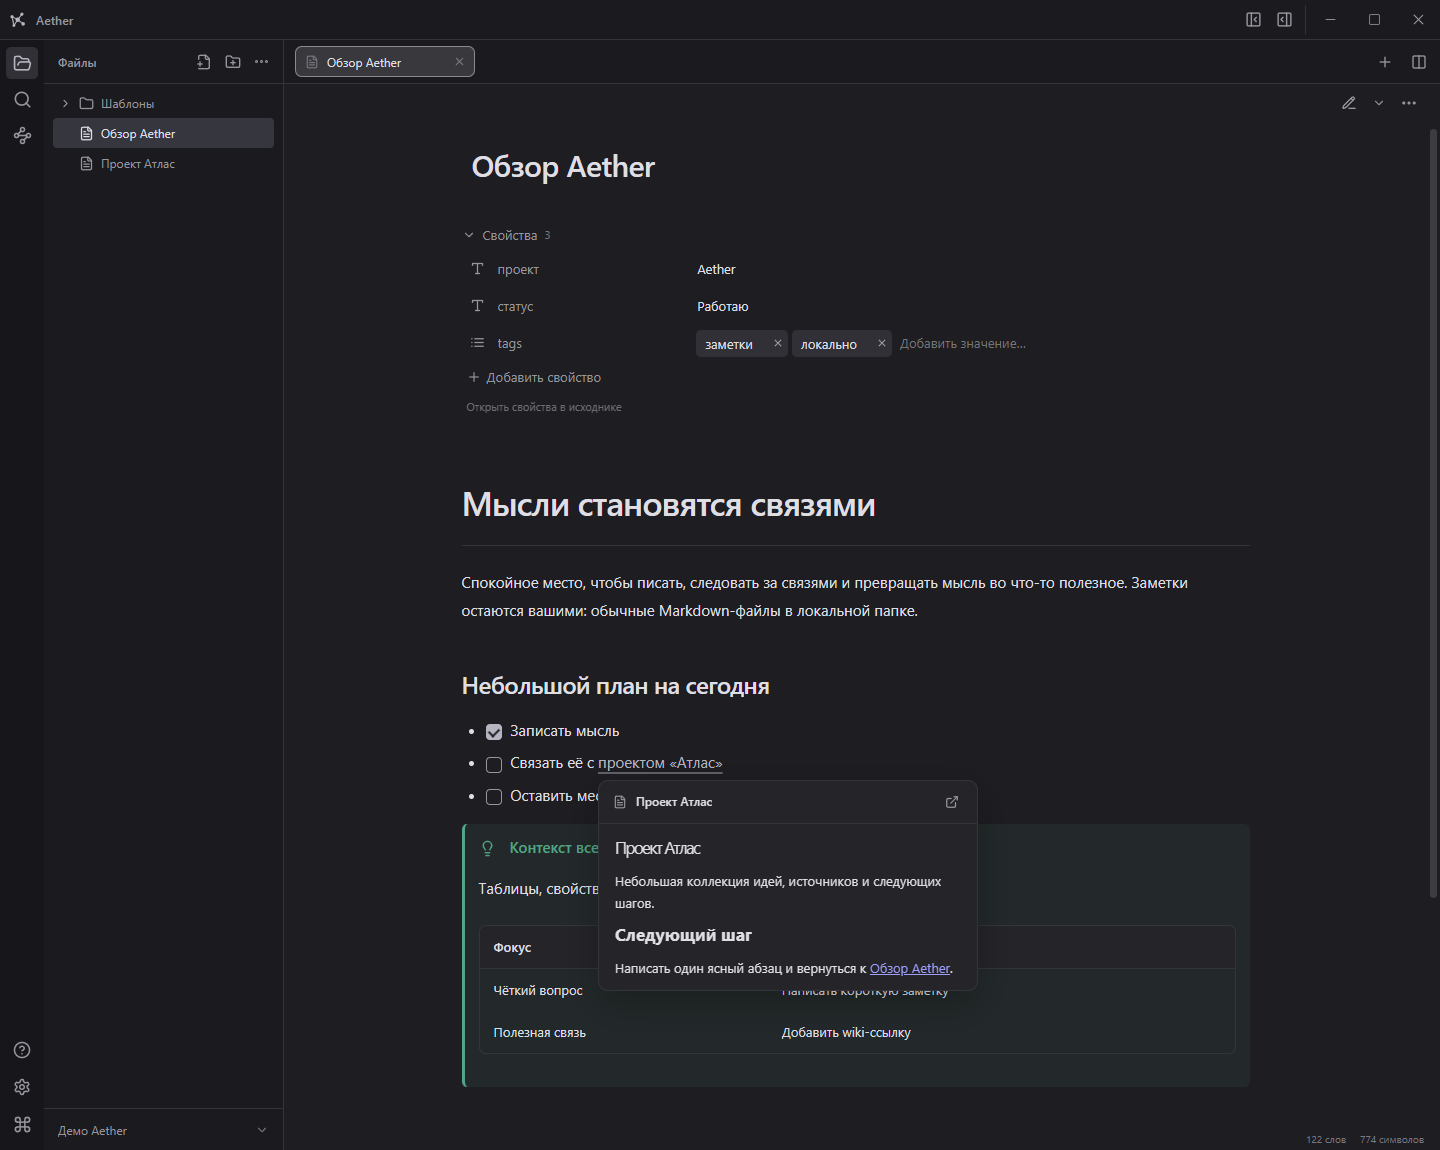 Aether
Файлы
Обзор Aether
Шаблоны
Обзор Aether
Проект Атлас
Обзор Aether
Свойства 3
проект Aether
статус Работаю
tags заметки локально Добавить значение...
Добавить свойство
Открыть свойства в исходнике
Мысли становятся связями
Спокойное место, чтобы писать, следовать за связями и превращать мысль во что-то полезное. Заметки
остаются вашими: обычные Markdown-файлы в локальной папке.
Небольшой план на сегодня
Записать мысль
Связать её с проектом «Атлас»
Оставить
Проект Атлас
Проект Атлас
Небольшая коллекция идей, источников и следующих
шагов.
Следующий шаг
Написать один ясный абзац и вернуться к Обзор Aether.
Контекст
Таблицы,
Фокус
Чёткий вопрос Написать короткую заметку
Полезная связь Добавить wiki-ссылку
Демо Aether
122 слов 774 символов